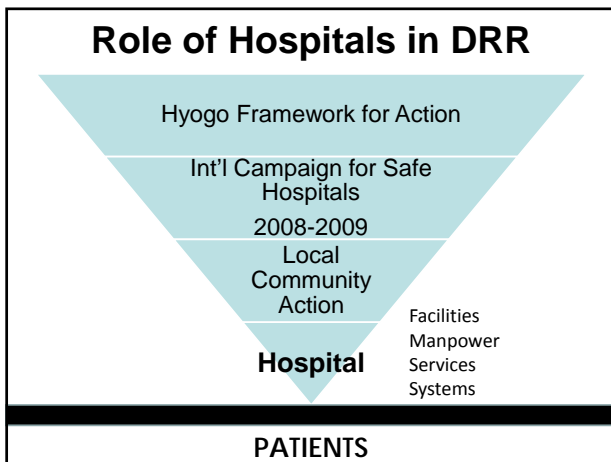 Role of Hospitals in DRR
Hyogo Framework for Action
Int'l Campaign for Safe
Hospitals
2008-2009
Local
Community
Action
Hospital
Facilities
Manpower
Services
Systems
PATIENTS